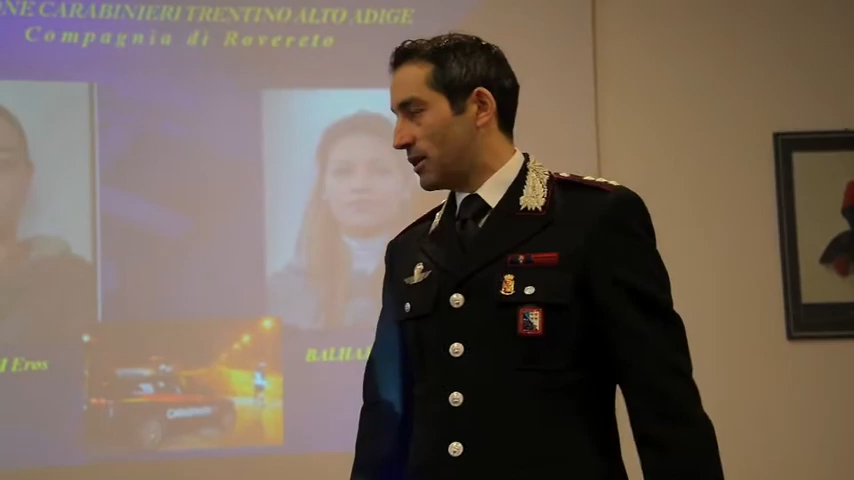 NE CARABINIERI TRENTINO ALTO ADIGE
Compagnia di Rovereto
I Eros
BALHA
CARABINIERI